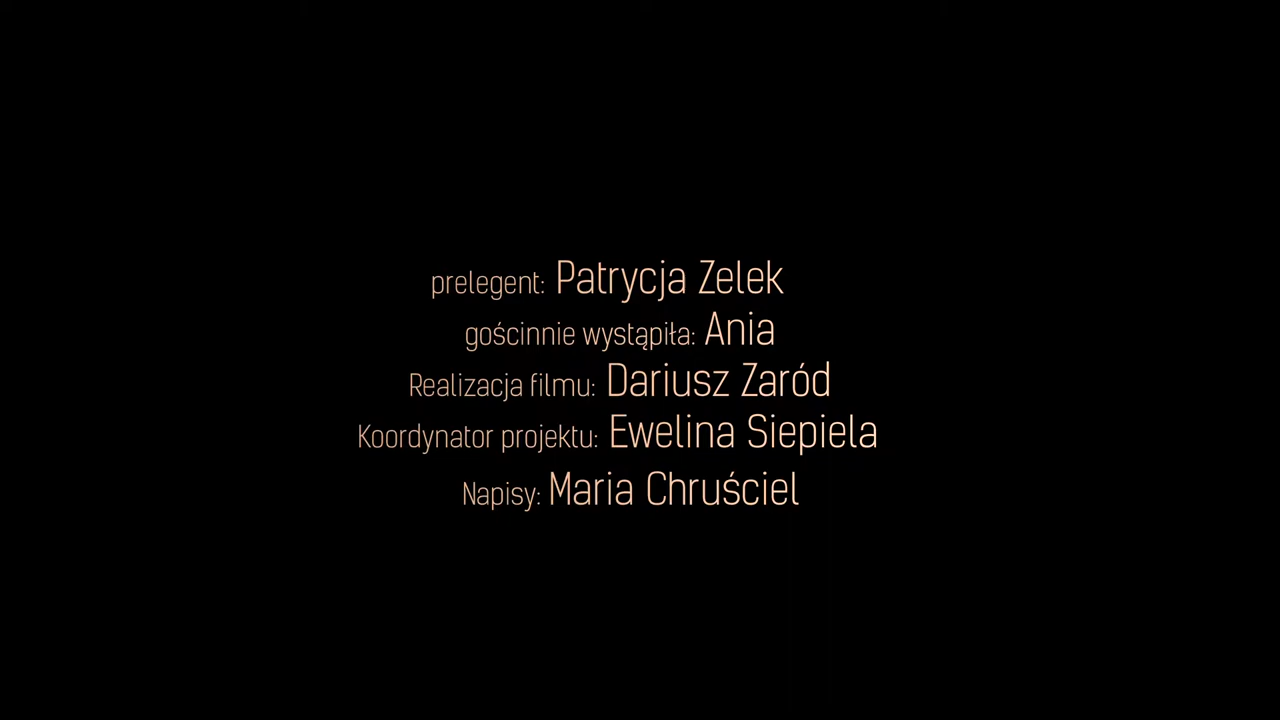 prelegent: Patrycja Zelek
gościnnie wystąpiła: Ania
Realizacja filmu: Dariusz Zaród
Koordynator projektu: Ewelina Siepiela
Napisy: Maria Chruściel